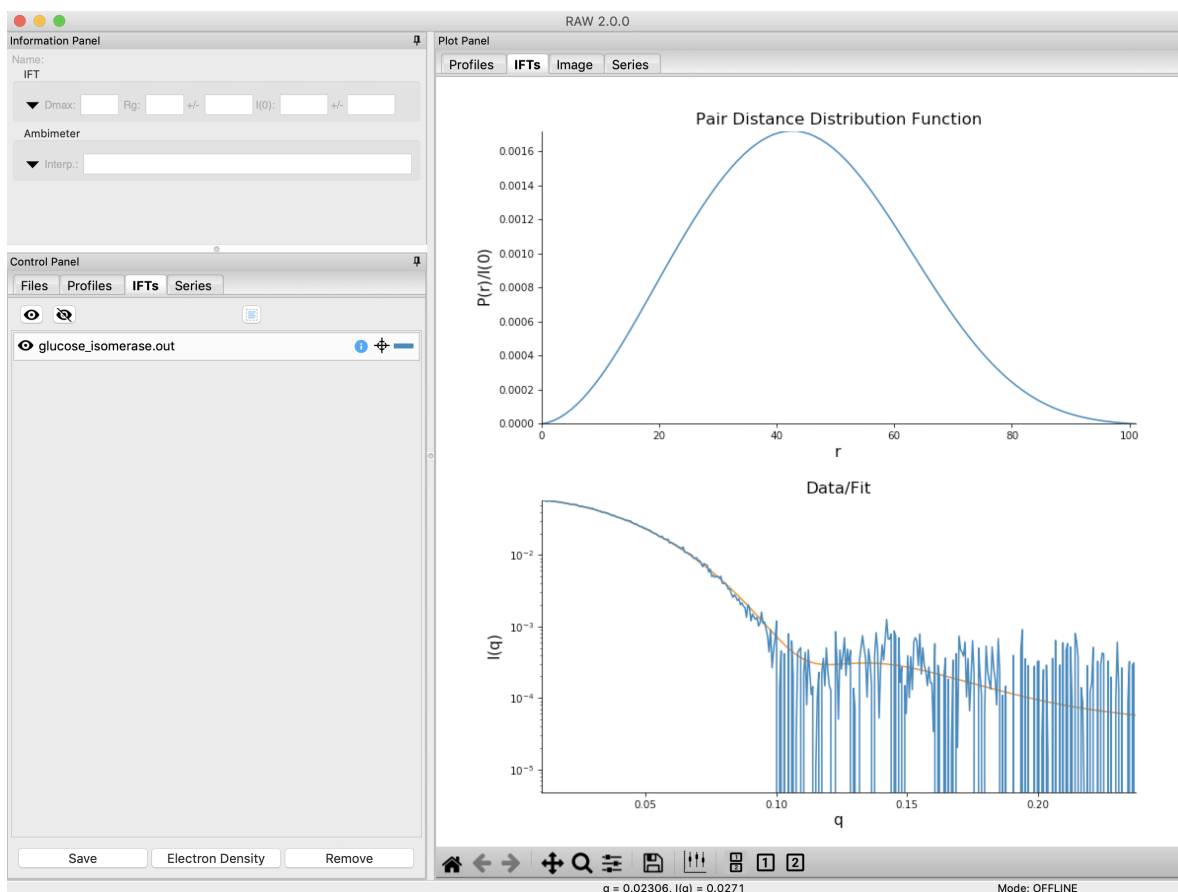 RAW 2.0.0
Information Panel
Name:
IFT
Dmax: Rg: +/- I(0): +/-
Ambimeter
Interp.:
Control Panel
Files Profiles IFTs Series
glucose_isomerase.out
Save Electron Density Remove
Plot Panel
Profiles IFTs Image Series
Pair Distance Distribution Function
P(r)/I(0)
0.0016
0.0014
0.0012
0.0010
0.0008
0.0006
0.0004
0.0002
0.0000
0 20 40 60 80 100
r
Data/Fit
I(q)
10⁻²
10⁻³
10⁻⁴
10⁻⁵
0.05 0.10 0.15 0.20
q
1 2 1 2
q = 0.02306, I(q) = 0.0271 Mode: OFFLINE